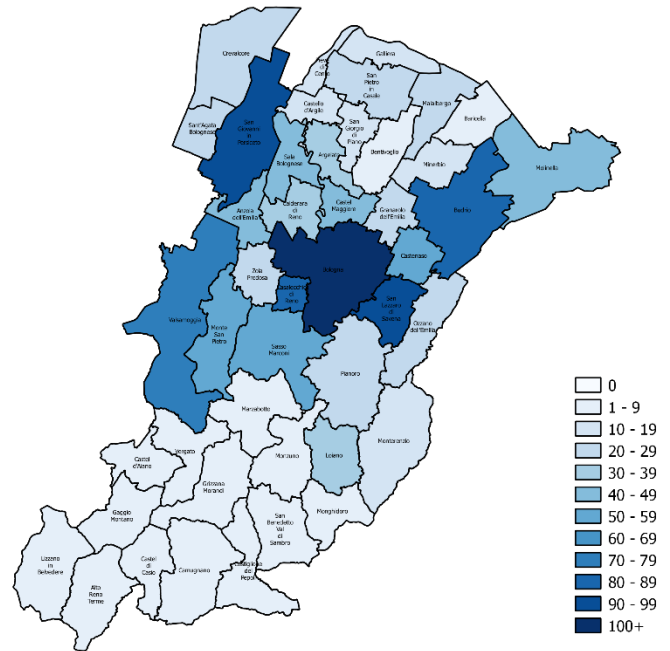 Crevalcore
Galliera
Pieve
di
Cento
San
Pietro
in
Casale
Castello
d'Argile
Malalbergo
Baricella
Sant'Agata
Bolognese
San
Giovanni
in
Persiceto
San
Giorgio
di
Piano
Bentivoglio
Argelato
Sala
Bolognese
Minerbio
Molinella
Budrio
Anzola
dell'Emilia
Calderara
di
Reno
Castel
Maggiore
Granarolo
dell'Emilia
Castenaso
Bologna
Zola
Predosa
Casalecchio
di
Reno
San
Lazzaro
di
Savena
Ozzano
dell'Emilia
Valsamoggia
Monte
San
Pietro
Sasso
Marconi
Pianoro
Marzabotto
Monterenzio
Loiano
Monzuno
Vergato
Castel
d'Aiano
Grizzana
Morandi
Gaggio
Montano
Monghidoro
San
Benedetto
Val
di
Sambro
Lizzano
in
Belvedere
Alto
Reno
Terme
Castel
di
Casio
Camugnano
Castiglione
dei
Pepoli
0
1 - 9
10 - 19
20 - 29
30 - 39
40 - 49
50 - 59
60 - 69
70 - 79
80 - 89
90 - 99
100+